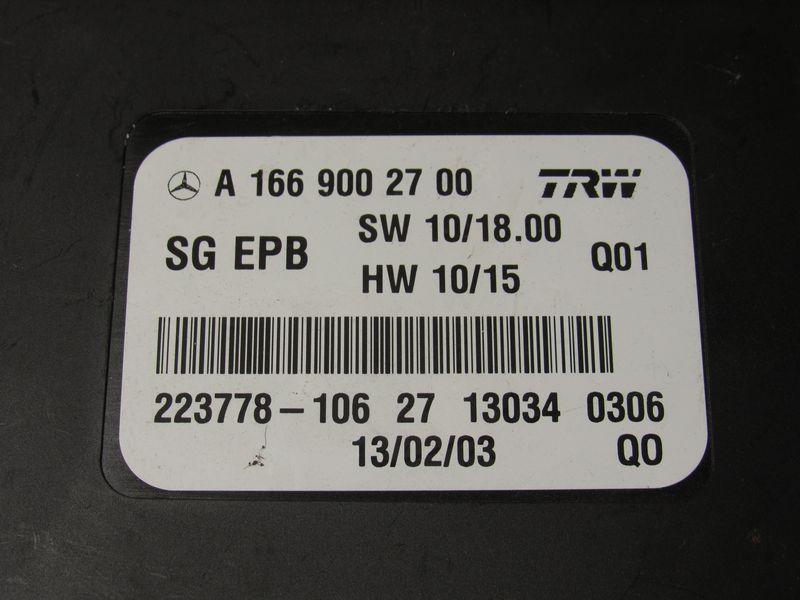 A 166 900 27 00 TRW
SW 10/18.00
SG EPB Q01
HW 10/15
223778-106 27 13034 0306
13/02/03 QO